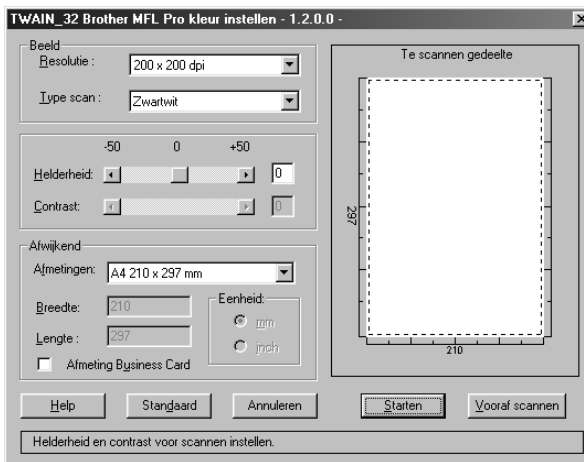 TWAIN_32 Brother MFL Pro kleur instellen - 1.2.0.0 -
Beeld
Resolutie : 200 x 200 dpi
Type scan : Zwartwit
-50 0 +50
Helderheid: 0
Contrast: 0
Afwijkend
Afmetingen: A4 210 x 297 mm
Breedte: 210
Lengte : 297
Eenheid:
mm
inch
Afmeting Business Card
Te scannen gedeelte
297
210
Help Standaard Annuleren Starten Vooraf scannen
Helderheid en contrast voor scannen instellen.